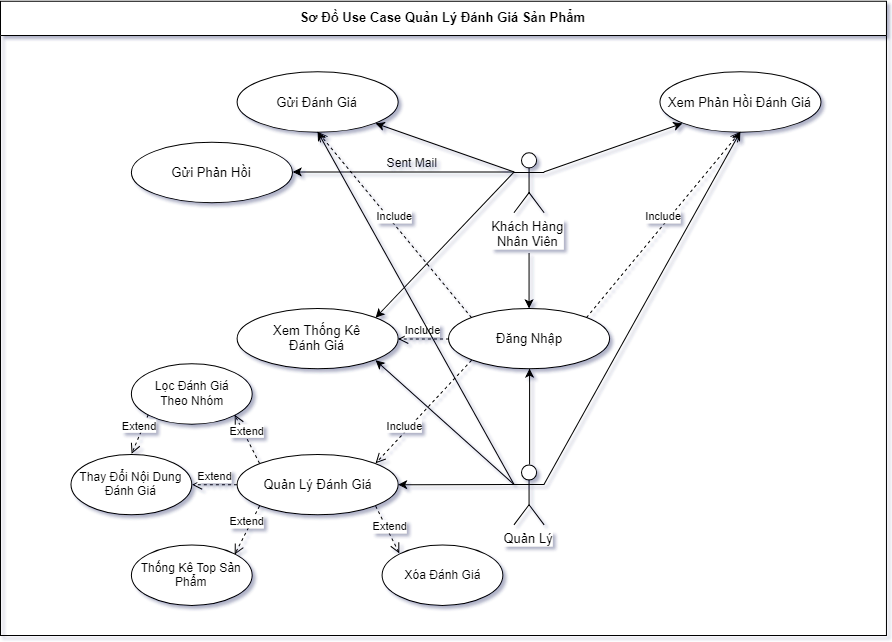 Sơ Đồ Use Case Quản Lý Đánh Giá Sản Phẩm
Gửi Đánh Giá
Xem Phản Hồi Đánh Giá
Sent Mail
Gửi Phản Hồi
Include
Include
Khách Hàng
Nhân Viên
Xem Thống Kê
Đánh Giá
Include
Đăng Nhập
Lọc Đánh Giá
Theo Nhóm
Extend
Extend
Include
Thay Đổi Nội Dung
Đánh Giá
Extend
Quản Lý Đánh Giá
Extend
Extend
Quản Lý
Thống Kê Top Sản
Phẩm
Xóa Đánh Giá